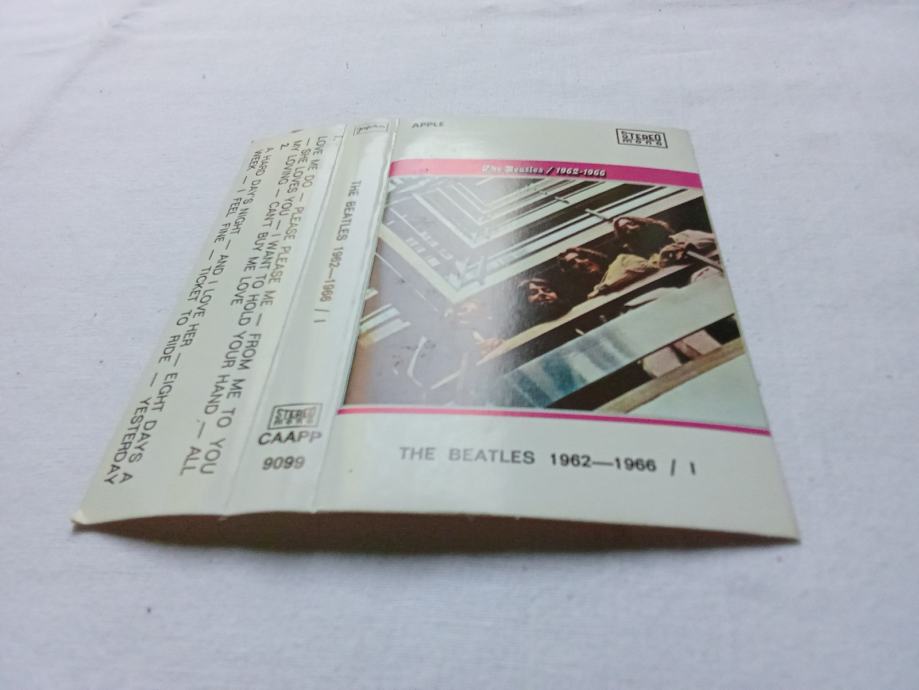 APPLE
STEREO
mono
The Beatles / 1962-1966
THE BEATLES 1962—1966 / I
THE BEATLES 1962—1966 / I
STEREO
mono
CAAPP
9099
LOVE ME DO — PLEASE PLEASE ME — FROM ME TO YOU
— SHE LOVES YOU — I WANT TO HOLD YOUR HAND — ALL
MY LOVING — CAN'T BUY ME LOVE
2.
A HARD DAY'S NIGHT — AND I LOVE HER — EIGHT DAYS A
WEEK — I FEEL FINE — TICKET TO RIDE — YESTERDAY